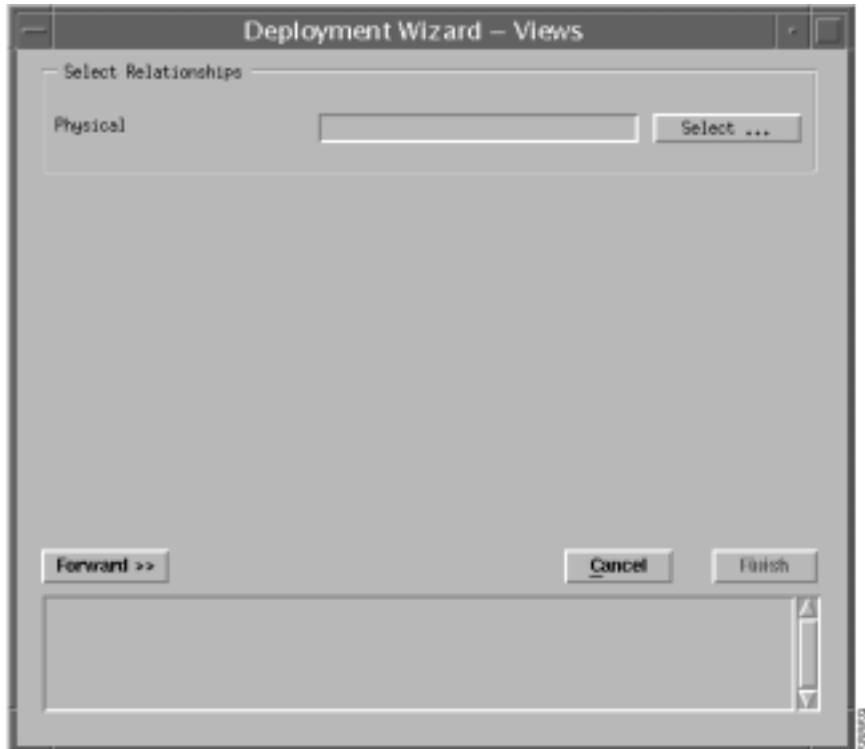 Deployment Wizard – Views
Select Relationships
Physical
Select ...
Forward >>
Cancel
Finish